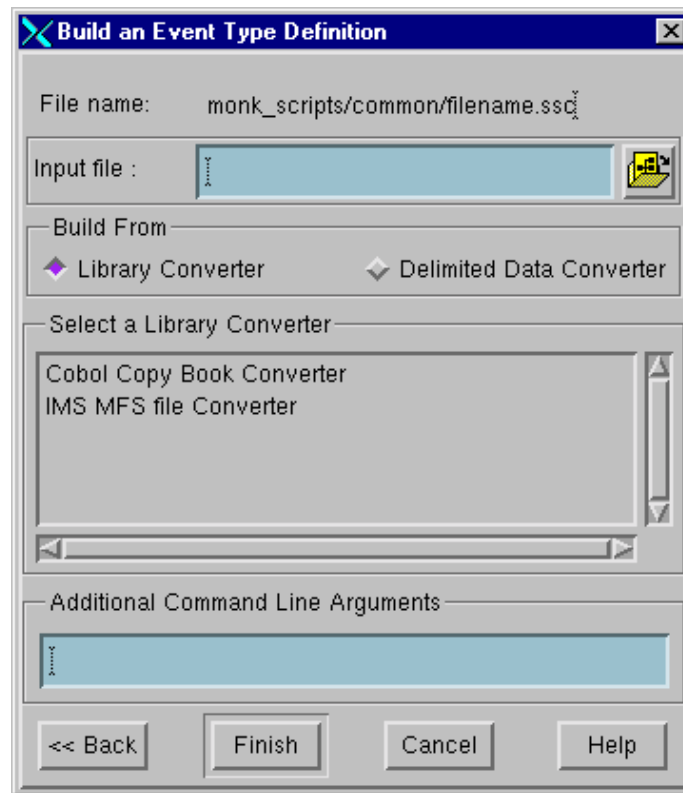 Build an Event Type Definition
File name: monk_scripts/common/filename.ssc
Input file :
Build From
Library Converter Delimited Data Converter
Select a Library Converter
Cobol Copy Book Converter
IMS MFS file Converter
Additional Command Line Arguments
<< Back Finish Cancel Help